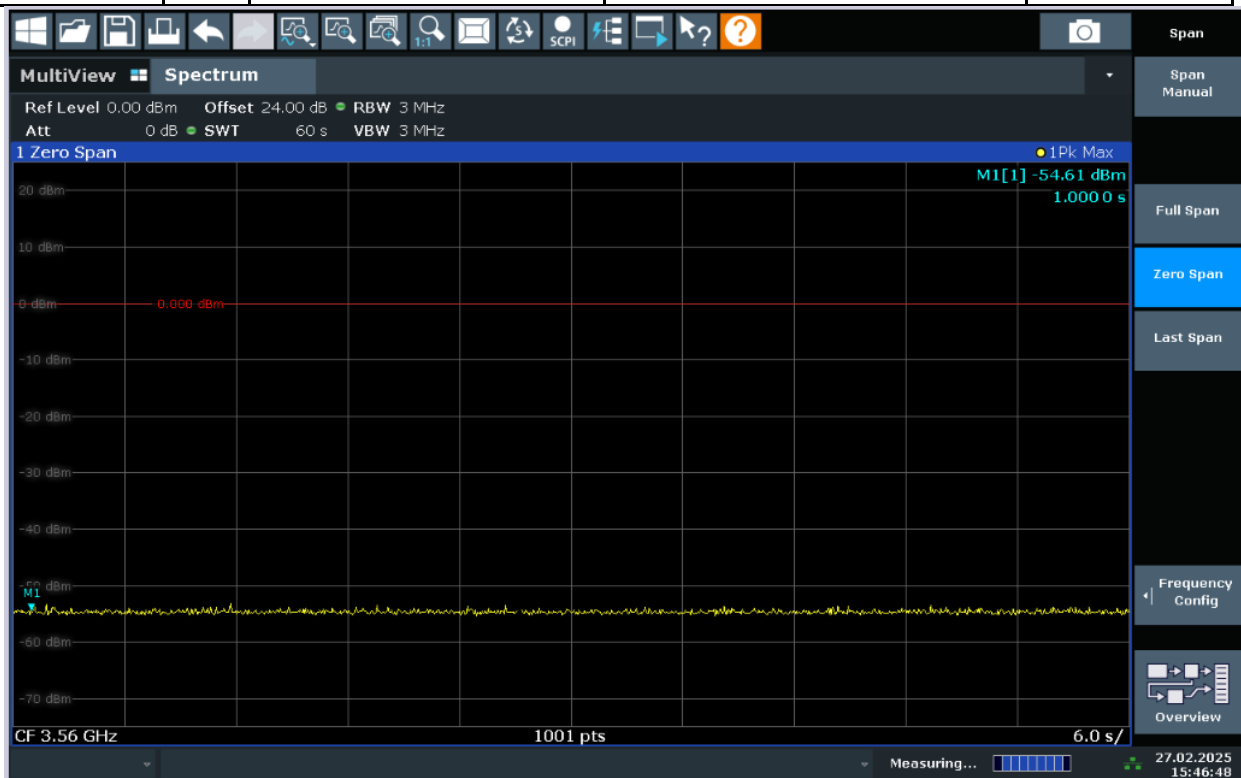 1:1
SCPI
?
?
Span
MultiView Spectrum
Span Manual
Ref Level 0.00 dBm Offset 24.00 dB RBW 3 MHz
Att 0 dB SWT 60 s VBW 3 MHz
1 Zero Span 1Pk Max
M1[1] -54.61 dBm
1.0000 s
20 dBm
Full Span
10 dBm
Zero Span
0 dBm 0.000 dBm
Last Span
-10 dBm
-20 dBm
-30 dBm
-40 dBm
-50 dBm
M1
Frequency
Config
-60 dBm
-70 dBm
Overview
CF 3.56 GHz 1001 pts 6.0 s/
Measuring... 27.02.2025
15:46:48